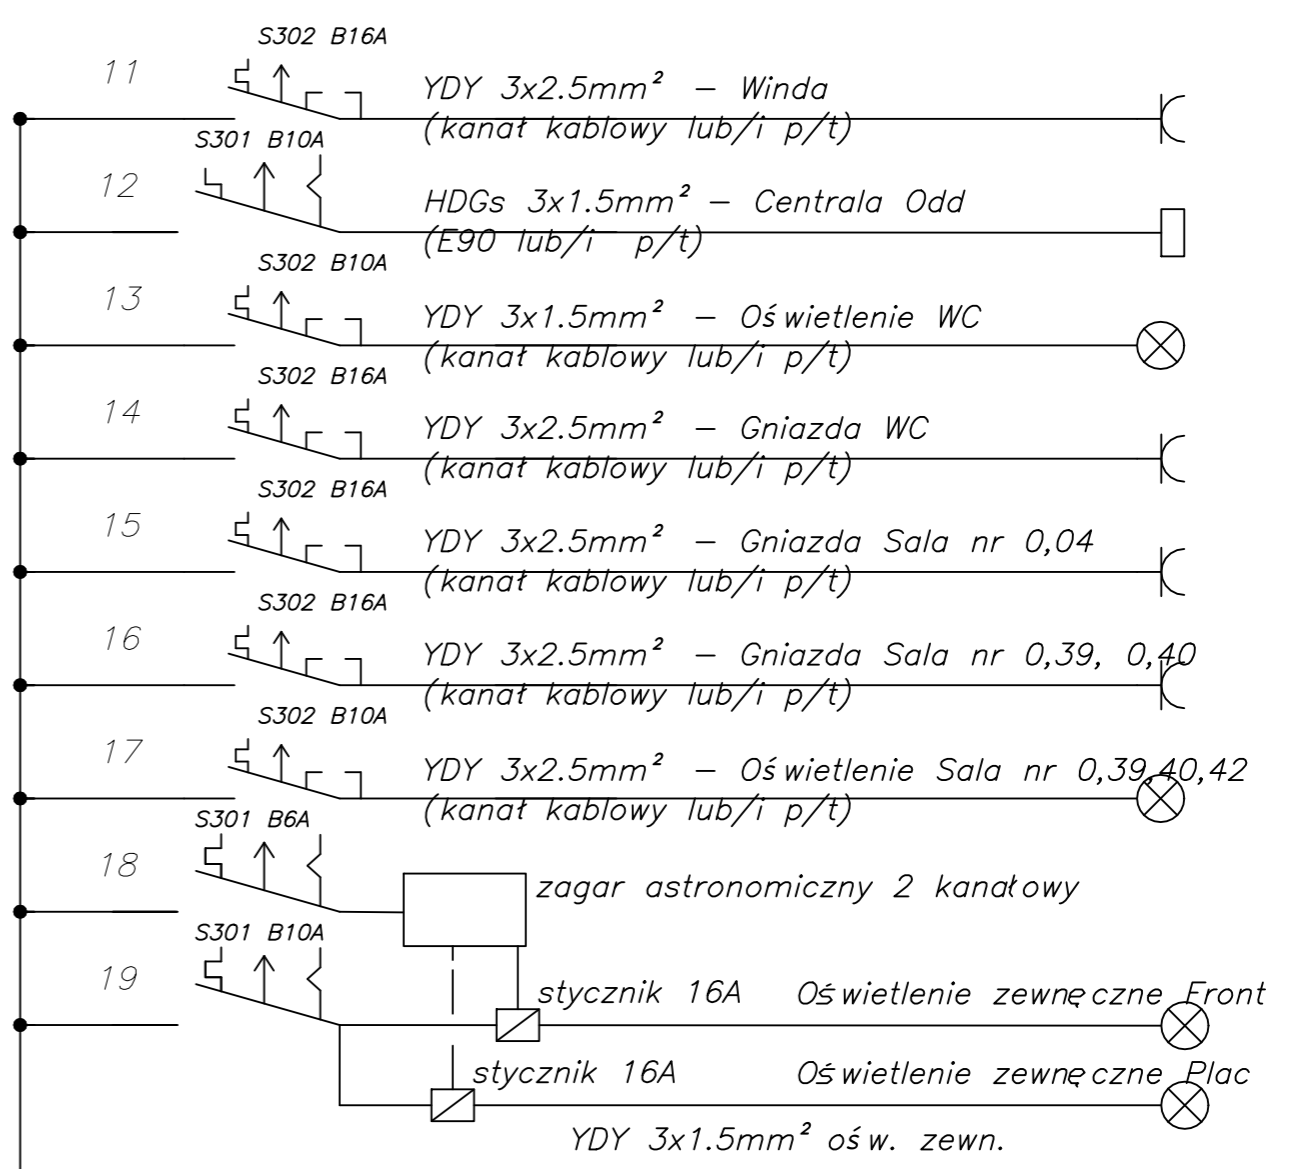 S302 B16A
11
YDY 3x2.5mm² – Winda
(kanał kablowy lub/i p/t)
S301 B10A
12
HDGs 3x1.5mm² – Centrala Odd
(E90 lub/i p/t)
S302 B10A
13
YDY 3x1.5mm² – Oświetlenie WC
(kanał kablowy lub/i p/t)
S302 B16A
14
YDY 3x2.5mm² – Gniazda WC
(kanał kablowy lub/i p/t)
S302 B16A
15
YDY 3x2.5mm² – Gniazda Sala nr 0,04
(kanał kablowy lub/i p/t)
S302 B16A
16
YDY 3x2.5mm² – Gniazda Sala nr 0,39, 0,40
(kanał kablowy lub/i p/t)
S302 B10A
17
YDY 3x2.5mm² – Oświetlenie Sala nr 0,39,40,42
(kanał kablowy lub/i p/t)
S301 B6A
18
zagar astronomiczny 2 kanałowy
S301 B10A
19
stycznik 16A Oświetlenie zewnęczne Front
stycznik 16A Oświetlenie zewnęczne Plac
YDY 3x1.5mm² ośw. zewn.